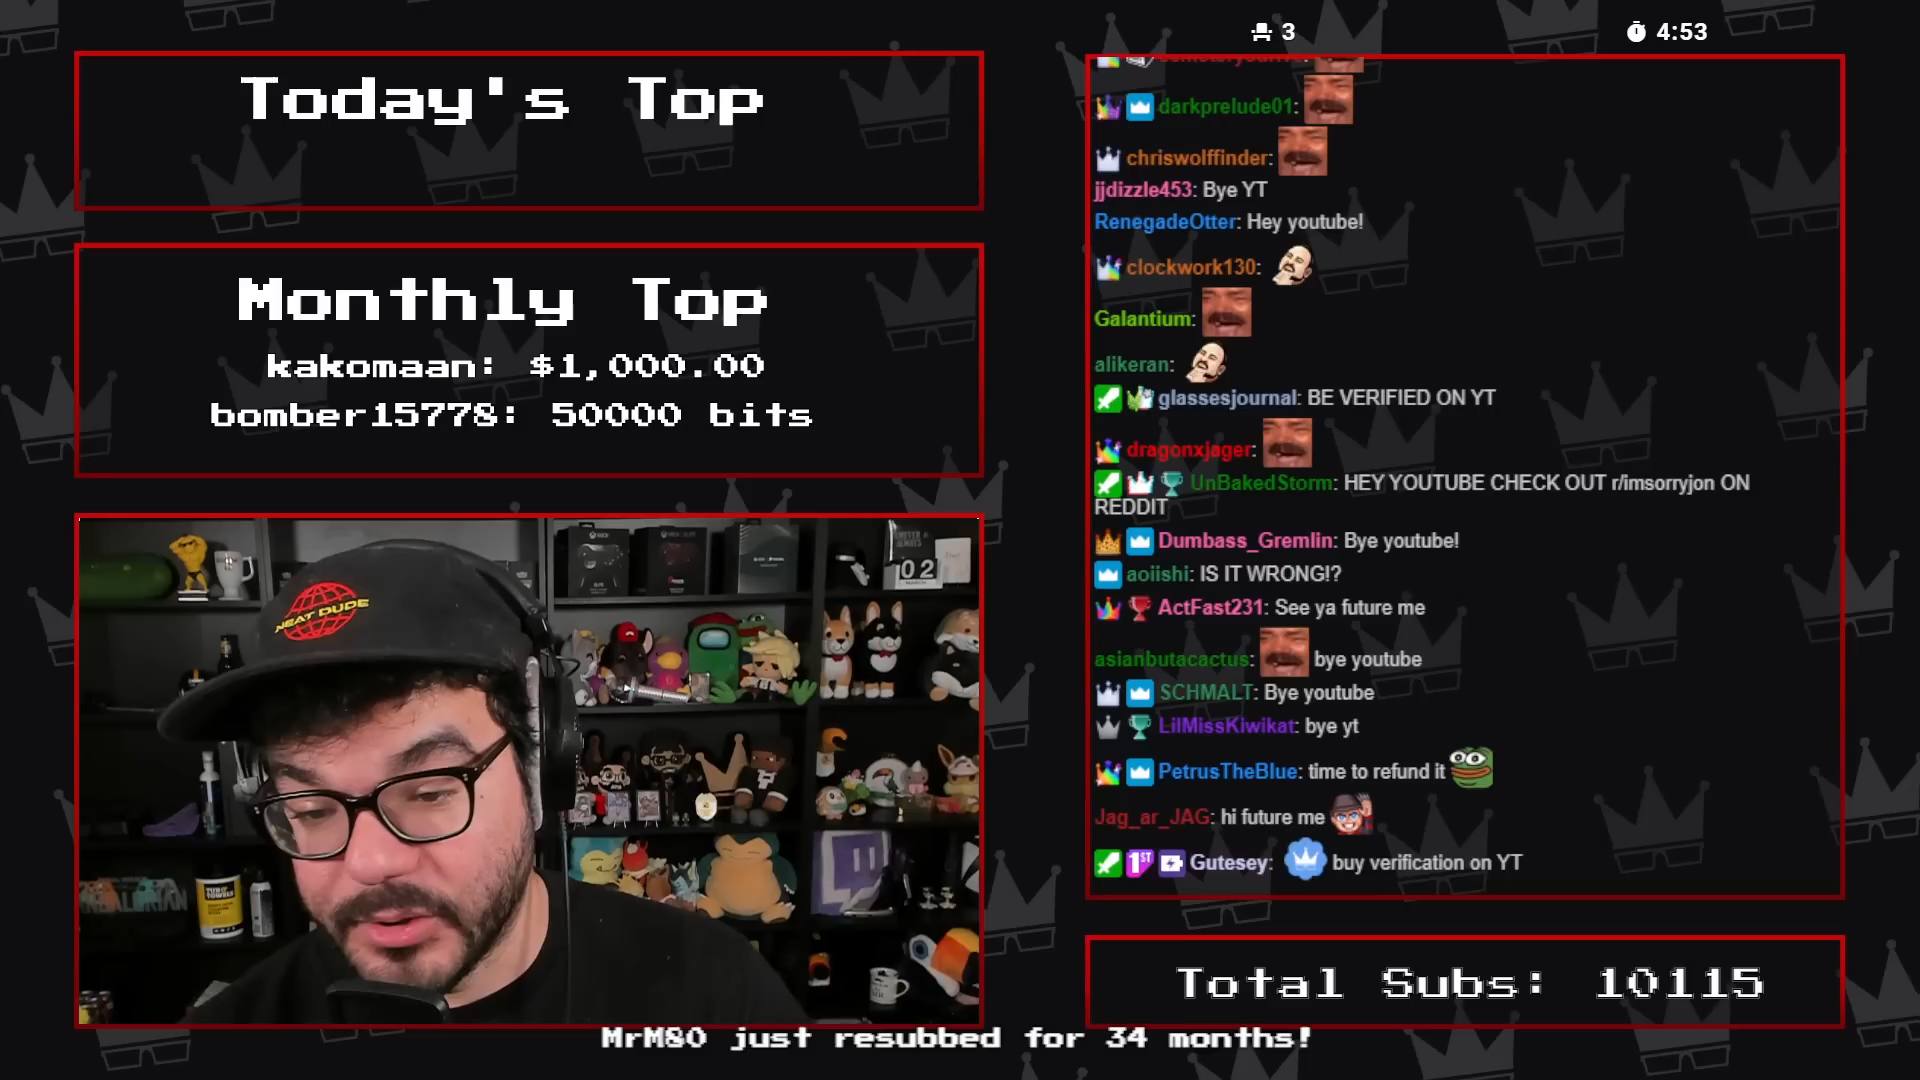 3
4:53
Today's Top
Monthly Top
kakomaan: $1,000.00
bomber15778: 50000 bits
NEAT DUDE
02
darkprelude01:
chriswolffinder:
jjdizzle453: Bye YT
RenegadeOtter: Hey youtube!
clockwork130:
Galantium:
alikeran:
glassesjournal: BE VERIFIED ON YT
dragonxjager:
UnBakedStorm: HEY YOUTUBE CHECK OUT r/imsorryjon ON
REDDIT
Dumbass_Gremlin: Bye youtube!
aoiishi: IS IT WRONG!?
ActFast231: See ya future me
asianbutacactus: bye youtube
SCHMALT: Bye youtube
LilMissKiwikat: bye yt
PetrusTheBlue: time to refund it
Jag_ar_JAG: hi future me
1ST Gutesey: buy verification on YT
Total Subs: 10115
MrM80 just resubbed for 34 months!